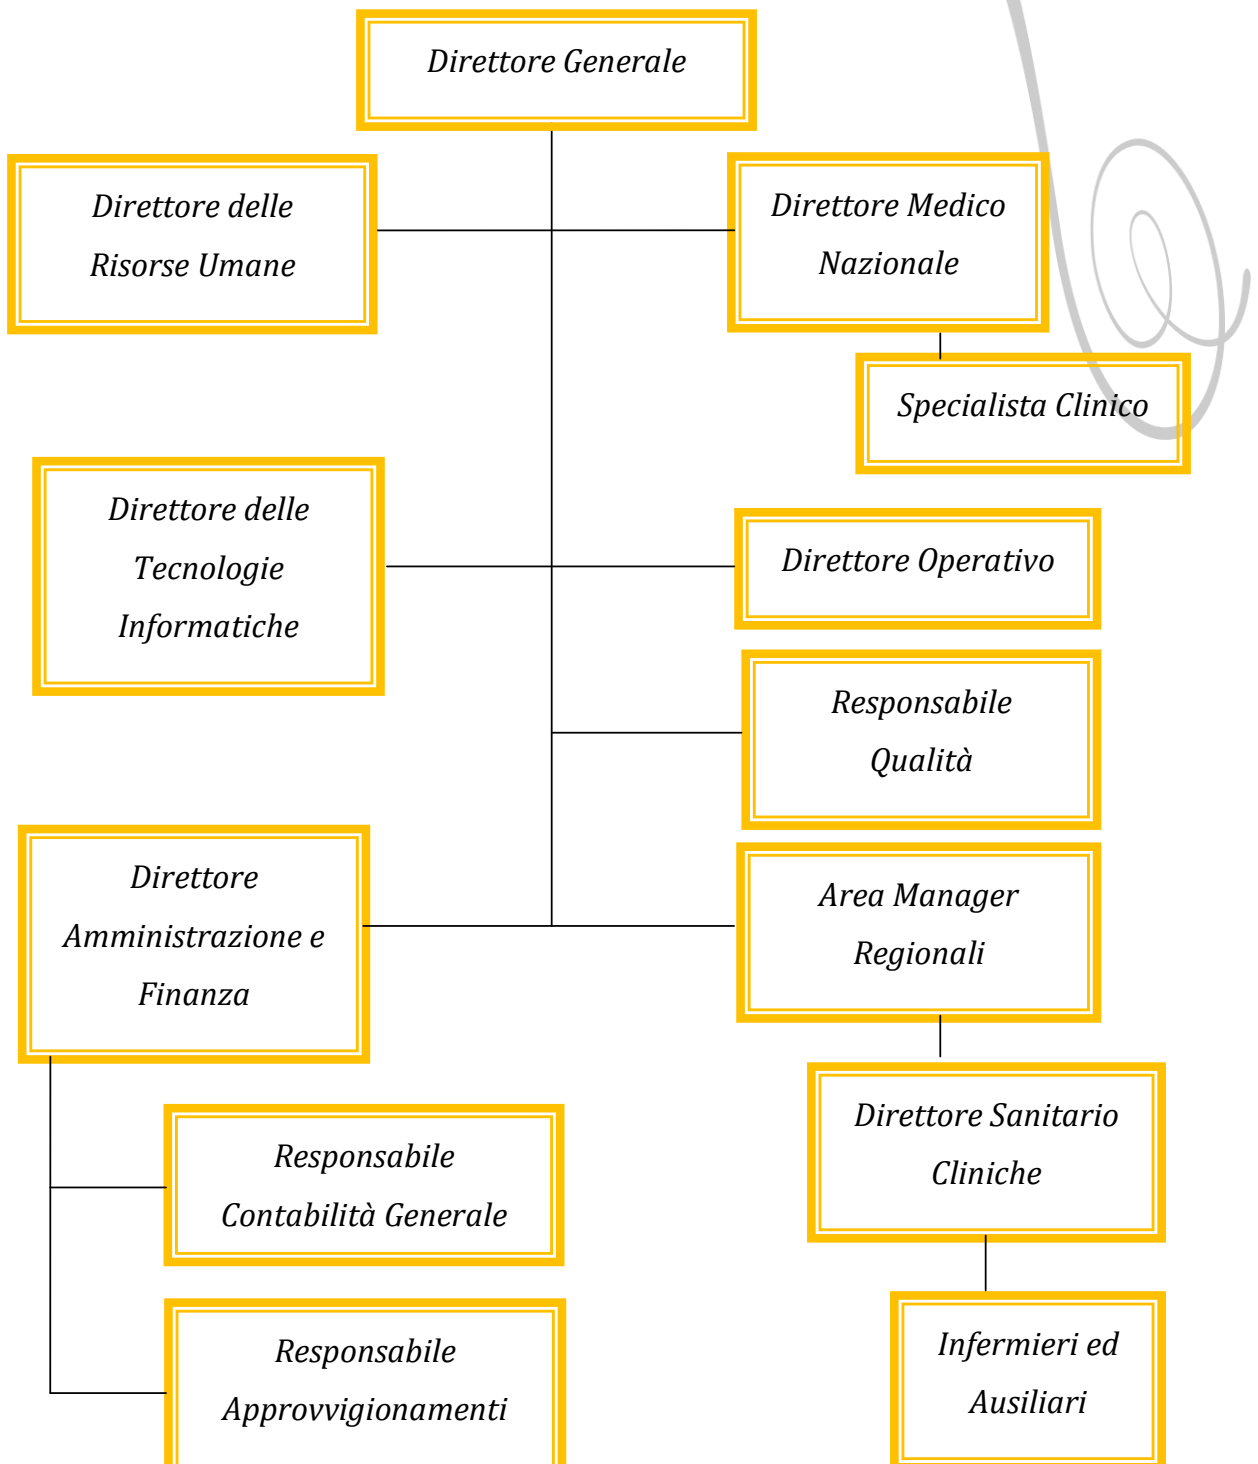 Direttore Generale
Direttore delle
Risorse Umane
Direttore Medico
Nazionale
Specialista Clinico
Direttore delle
Tecnologie
Informatiche
Direttore Operativo
Responsabile
Qualità
Direttore
Amministrazione e
Finanza
Area Manager
Regionali
Responsabile
Contabilità Generale
Direttore Sanitario
Cliniche
Responsabile
Approvvigionamenti
Infermieri ed
Ausiliari